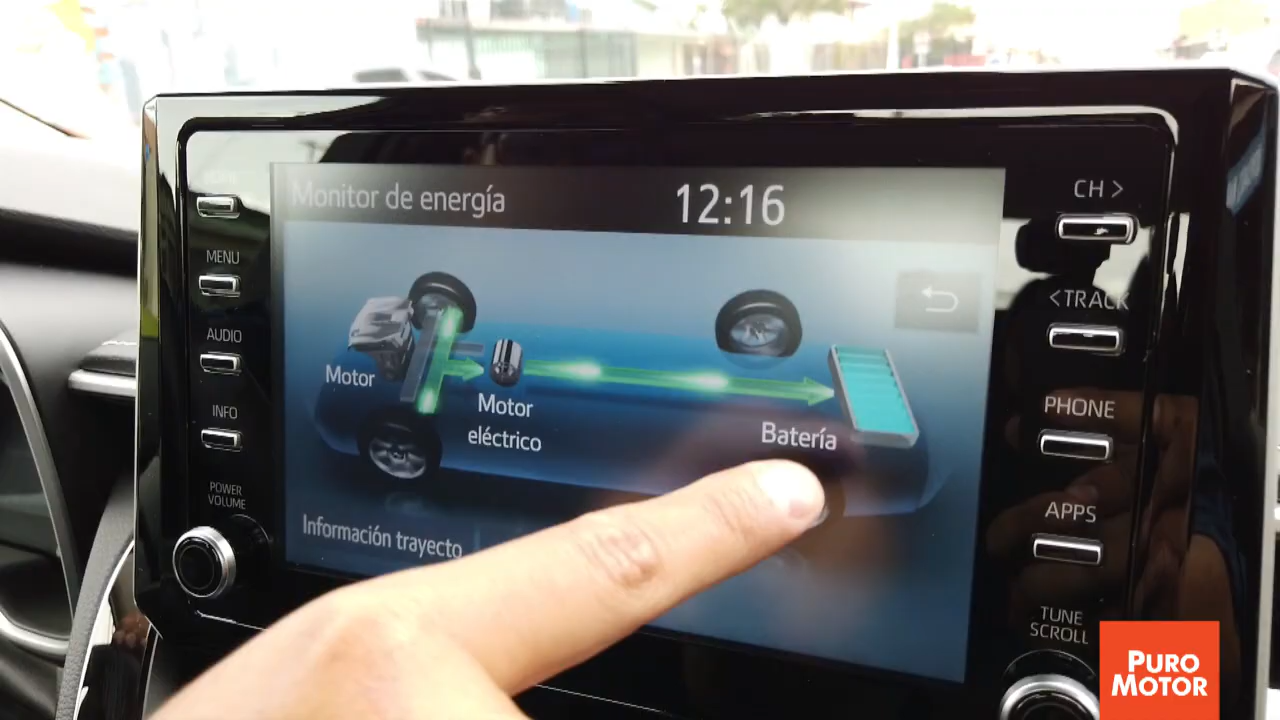 Monitor de energía
12:16
MENU
AUDIO
INFO
POWER
VOLUME
Motor
Motor
eléctrico
Batería
Información trayecto
CH >
<TRACK
PHONE
APPS
TUNE
SCROLL
PURO
MOTOR